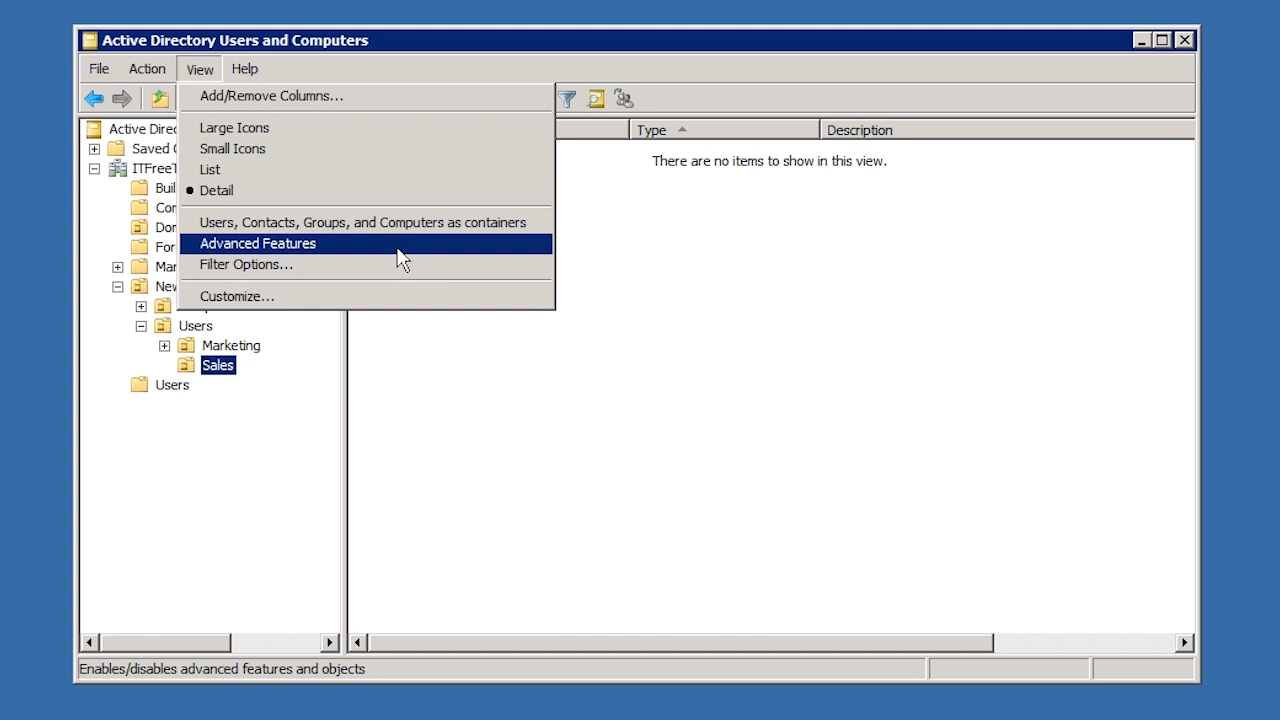 Active Directory Users and Computers
File Action View Help
Add/Remove Columns...
Large Icons
Small Icons
List
Detail
Users, Contacts, Groups, and Computers as containers
Advanced Features
Filter Options...
Customize...
Type Description
There are no items to show in this view.
Active Direc
Saved
ITFreeT
Buil
Cor
Dor
For
Mar
New
Users
Marketing
Sales
Users
Enables/disables advanced features and objects